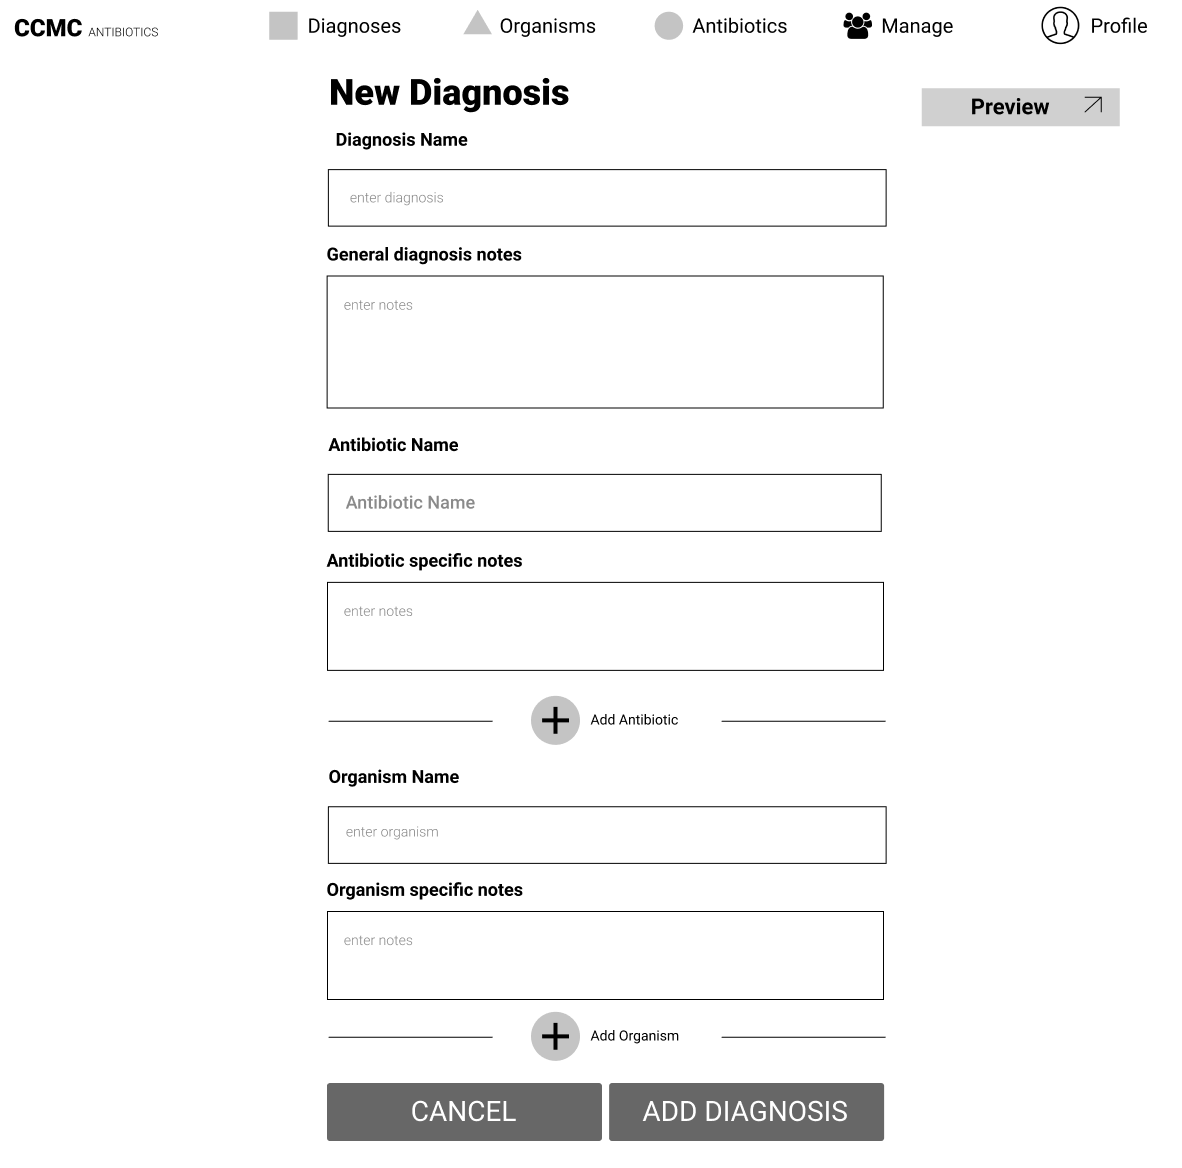 CCMC ANTIBIOTICS
Diagnoses
Organisms
Antibiotics
Manage
Profile
New Diagnosis
Preview
Diagnosis Name
enter diagnosis
General diagnosis notes
enter notes
Antibiotic Name
Antibiotic Name
Antibiotic specific notes
enter notes
Add Antibiotic
Organism Name
enter organism
Organism specific notes
enter notes
Add Organism
CANCEL
ADD DIAGNOSIS